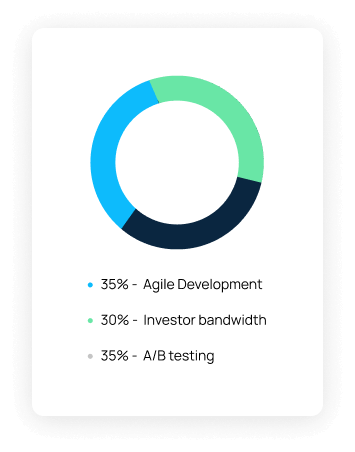 35% - Agile Development
30% - Investor bandwidth
35% - A/B testing